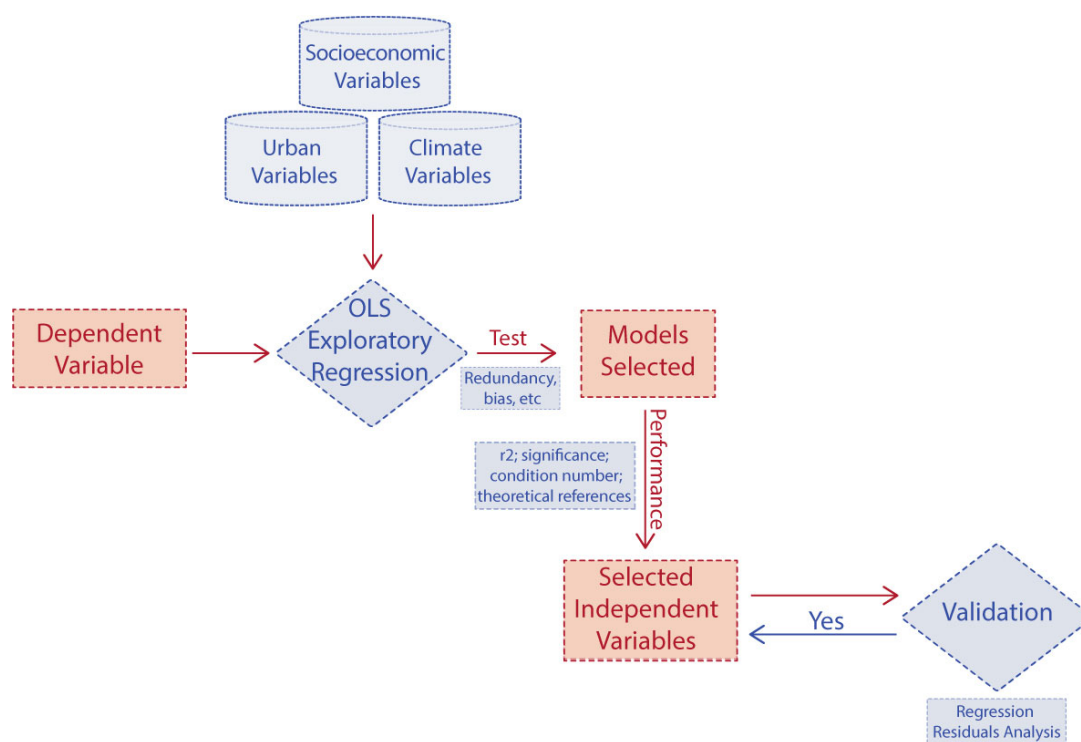 Socioeconomic
Variables
Urban
Variables
Climate
Variables
Dependent
Variable
OLS
Exploratory
Regression
Test
Redundancy,
bias, etc
Models
Selected
r2; significance;
condition number;
theoretical references
Performance
Selected
Independent
Variables
Yes
Validation
Regression
Residuals Analysis